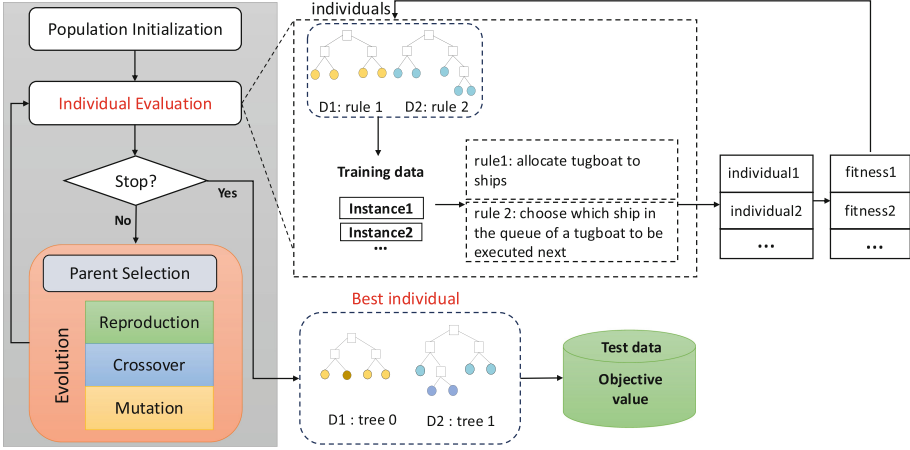 Population Initialization
Individual Evaluation
Stop?
Yes
No
Parent Selection
Evolution
Reproduction
Crossover
Mutation
individuals
D1: rule 1
D2: rule 2
Training data
Instance1
Instance2
...
rule1: allocate tugboat to
ships
rule 2: choose which ship in
the queue of a tugboat to be
executed next
individual1
individual2
...
fitness1
fitness2
...
Best individual
D1 : tree 0
D2 : tree 1
Test data
Objective
value